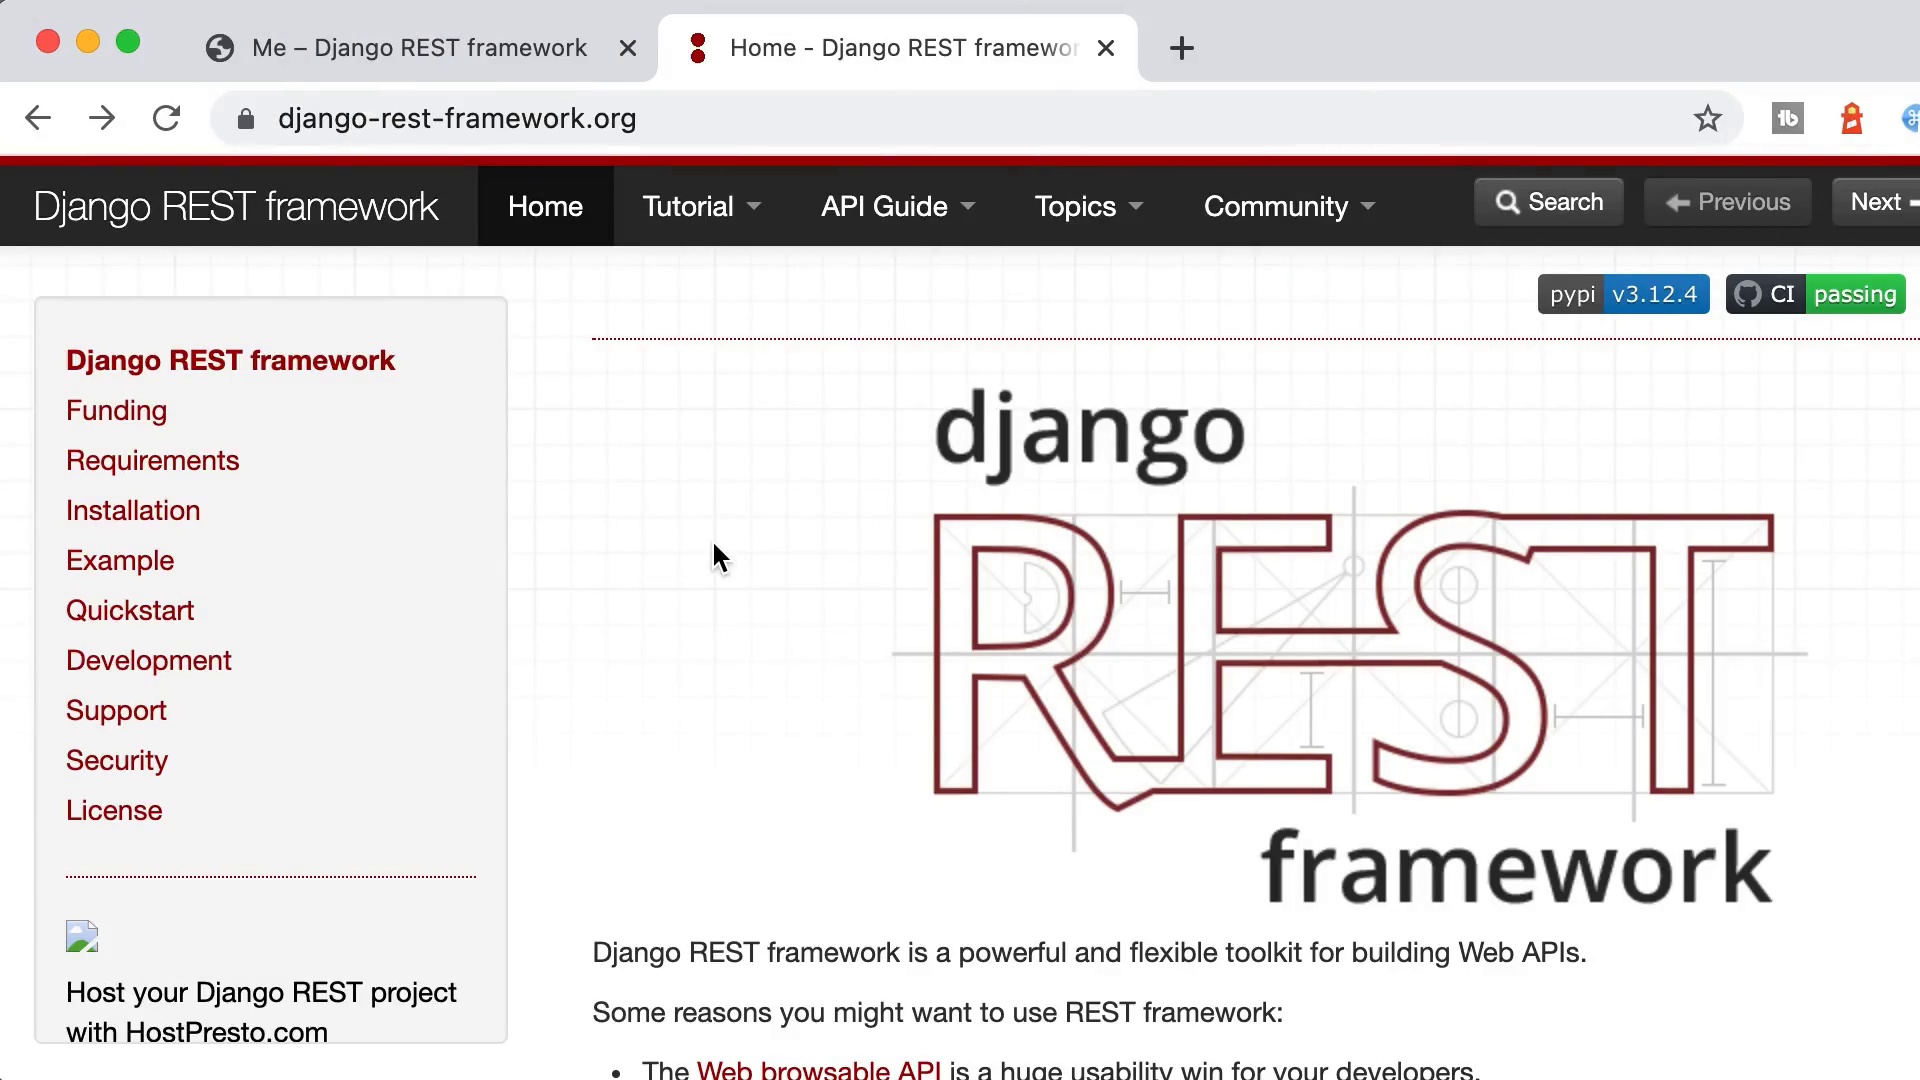 Me – Django REST framework
Home - Django REST framewor
django-rest-framework.org
Django REST framework
Home
Tutorial
API Guide
Topics
Community
Search
Previous
Next
pypi v3.12.4
CI passing
Django REST framework
Funding
Requirements
Installation
Example
Quickstart
Development
Support
Security
License
Host your Django REST project
with HostPresto.com
django
REST
framework
Django REST framework is a powerful and flexible toolkit for building Web APIs.
Some reasons you might want to use REST framework:
• The Web browsable API is a huge usability win for your developers.